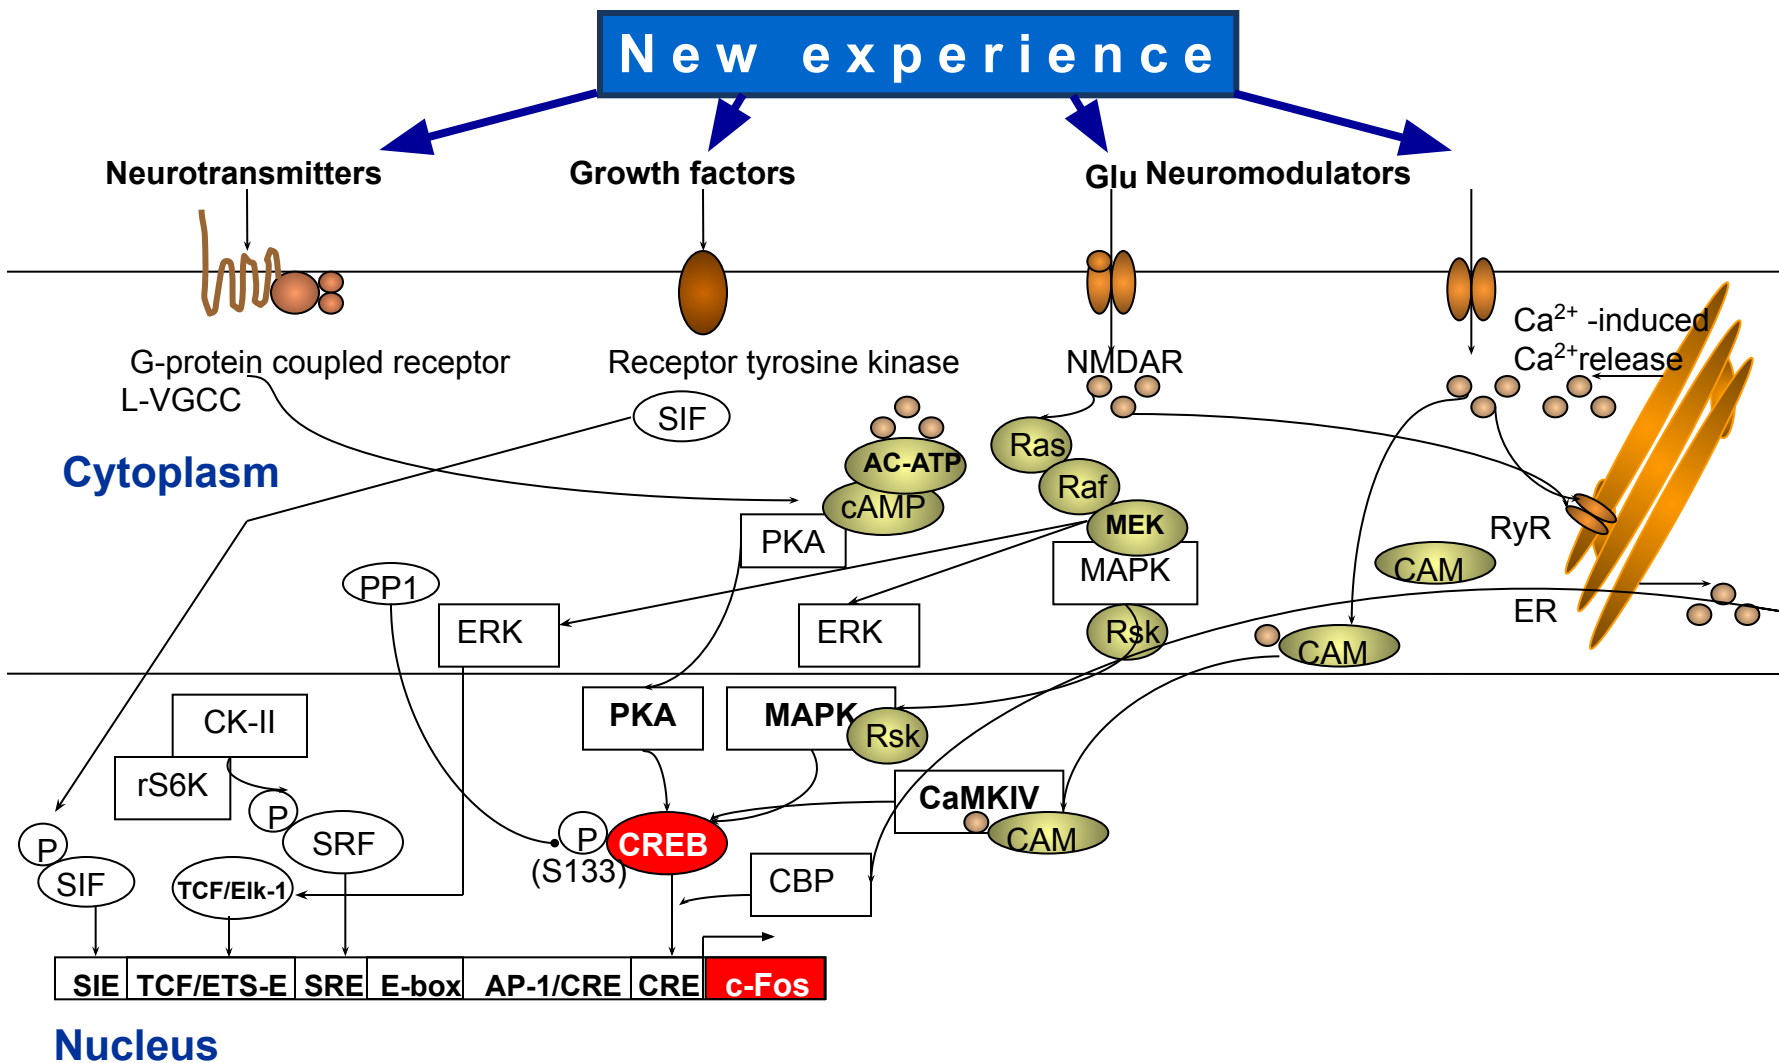 New experience
Neurotransmitters
Growth factors
Glu
Neuromodulators
Ca2+ -induced
Ca2+release
G-protein coupled receptor
L-VGCC
Receptor tyrosine kinase
NMDAR
SIF
Cytoplasm
AC-ATP
cAMP
PKA
Ras
Raf
MEK
MAPK
Rsk
RyR
CAM
ER
CAM
PP1
ERK
ERK
CK-II
rS6K
P
SRF
P
SIF
TCF/Elk-1
PKA
MAPK
Rsk
CaMKIV
CAM
P
CREB
(S133)
CBP
SIE
TCF/ETS-E
SRE
E-box
AP-1/CRE
CRE
c-Fos
Nucleus